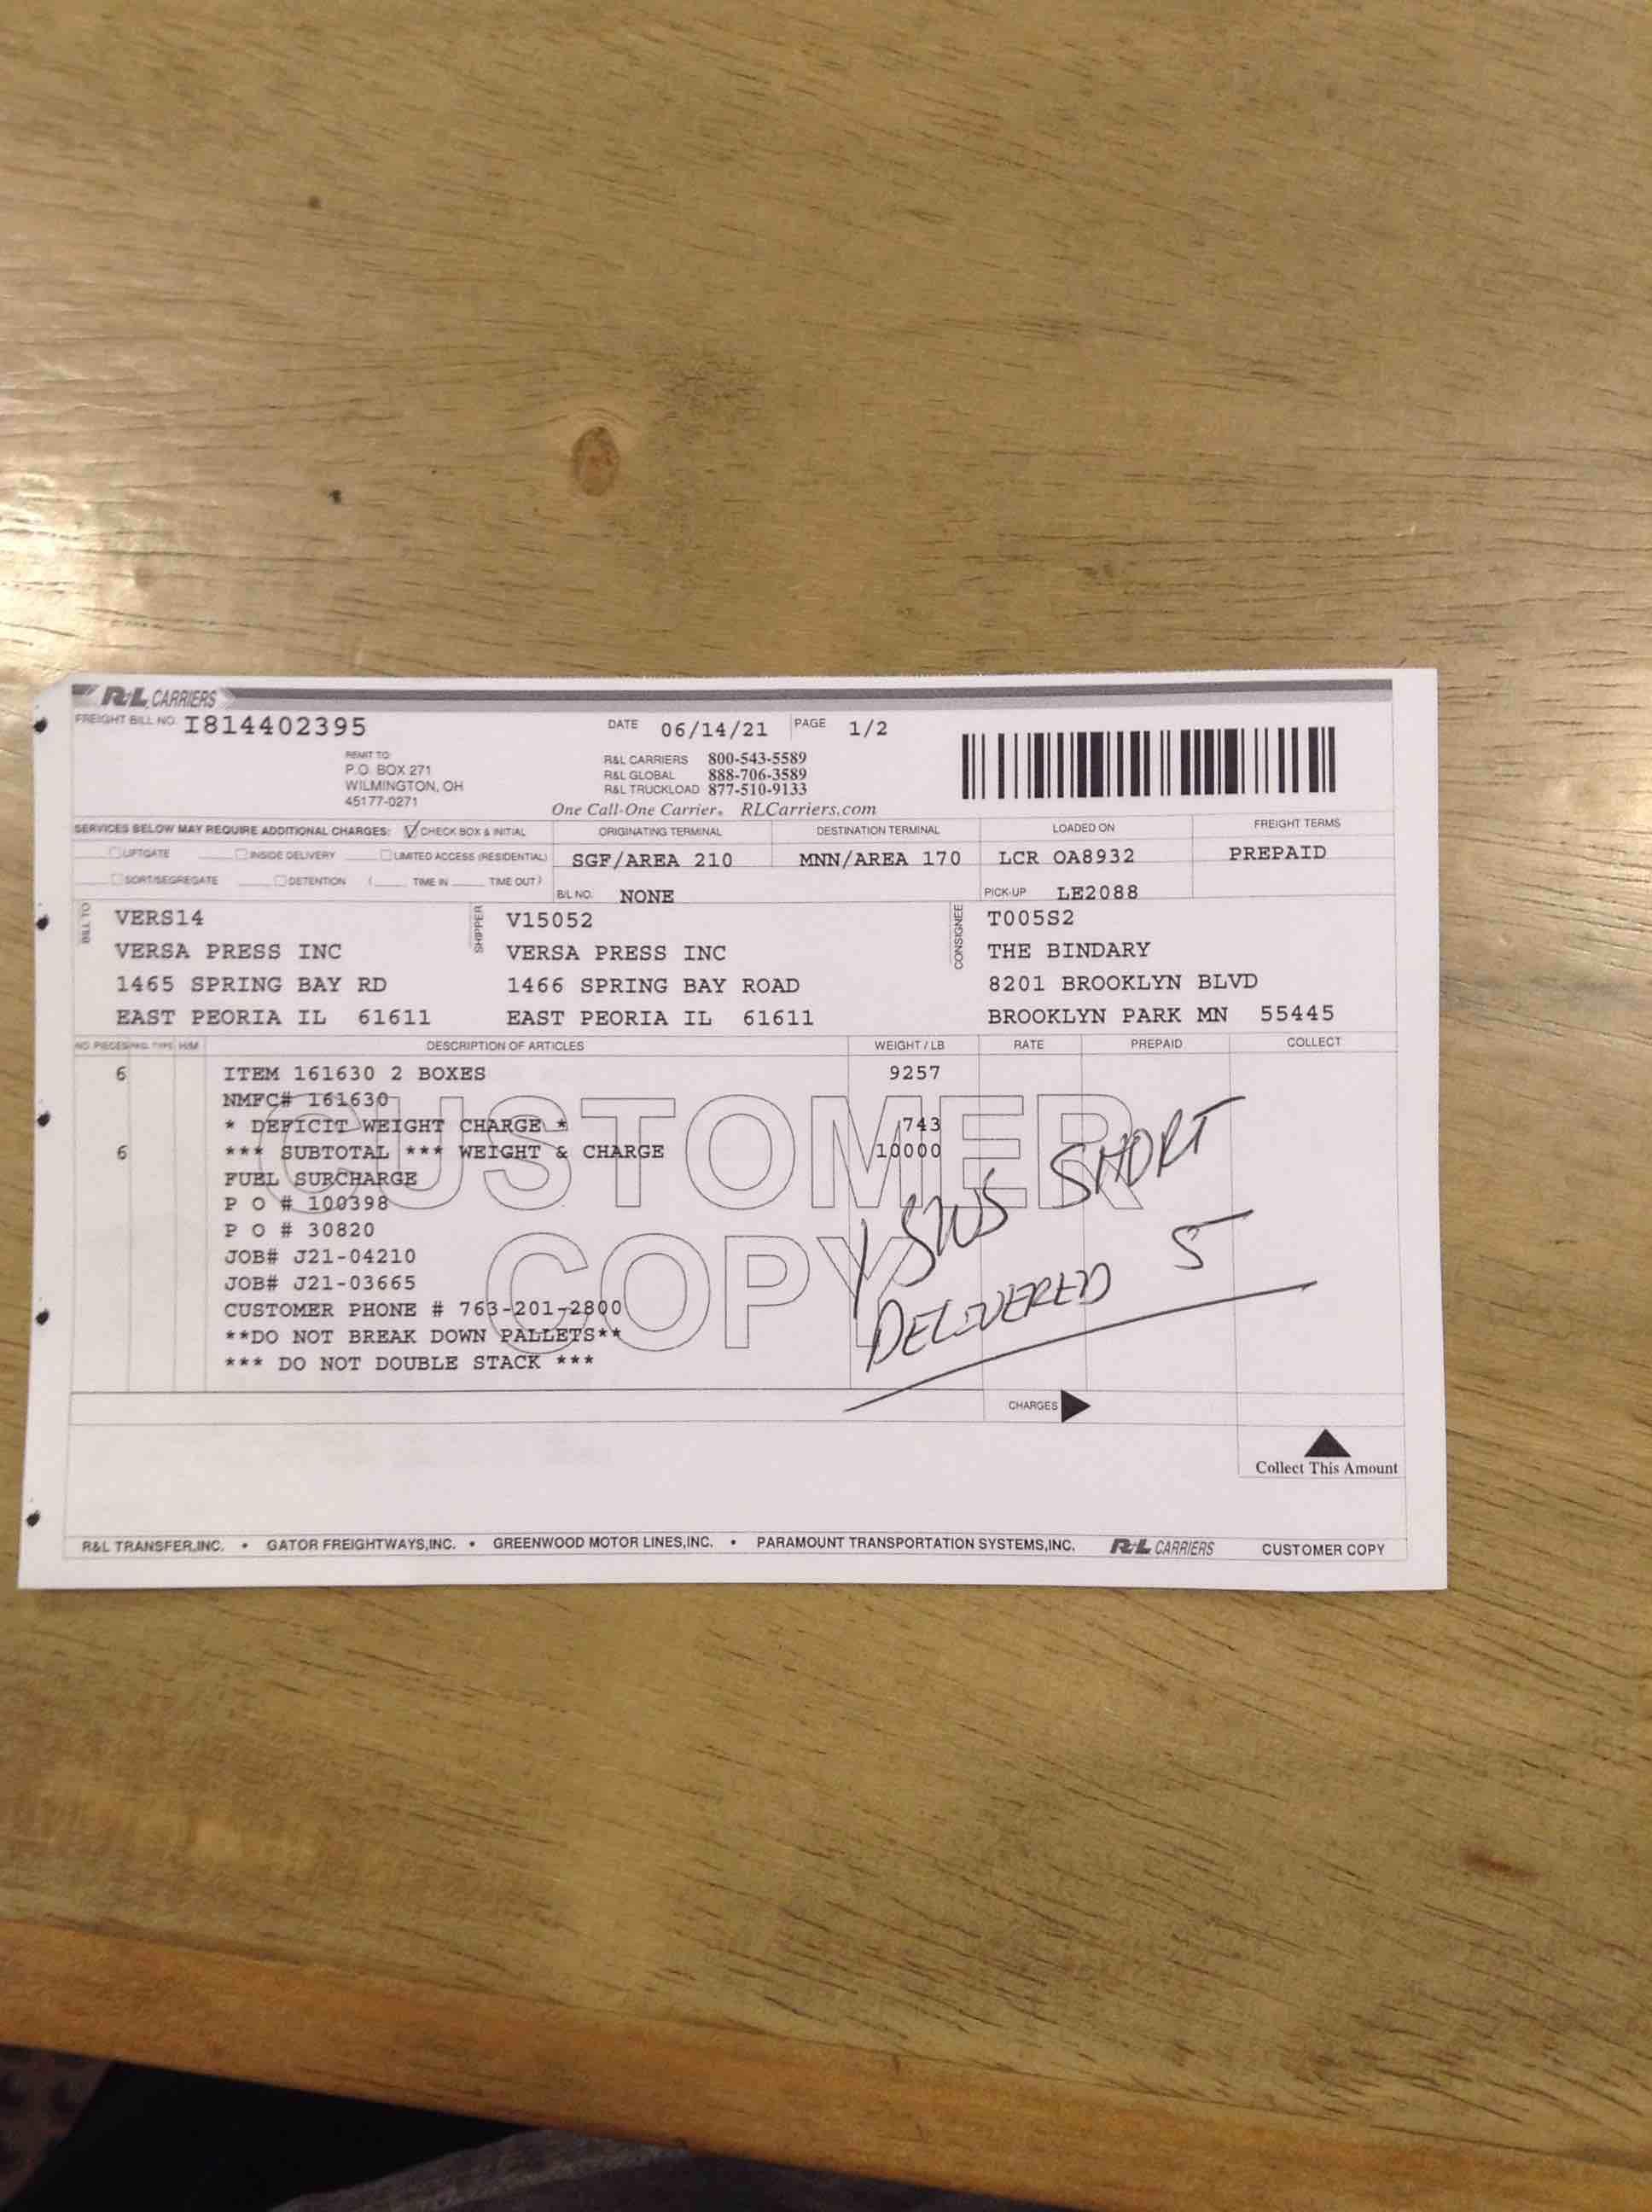 R&L CARRIERS
FREIGHT BILL NO. I814402395
DATE 06/14/21 PAGE 1/2
REMIT TO
P.O. BOX 271
WILMINGTON, OH
45177-0271
R&L CARRIERS 800-543-5589
R&L GLOBAL 888-706-3589
R&L TRUCKLOAD 877-510-9133
One Call-One Carrier. RLCarriers.com
SERVICES BELOW MAY REQUIRE ADDITIONAL CHARGES: CHECK BOX & INITIAL
LIFTGATE INSIDE DELIVERY LIMITED ACCESS (RESIDENTIAL)
SORT/SEGREGATE DETENTION ( TIME IN TIME OUT)
ORIGINATING TERMINAL
SGF/AREA 210
DESTINATION TERMINAL
MNN/AREA 170
LOADED ON
LCR OA8932
FREIGHT TERMS
PREPAID
B/L NO. NONE
PICK-UP LE2088
BILL TO
VERS14
VERSA PRESS INC
1465 SPRING BAY RD
EAST PEORIA IL 61611
SHIPPER
V15052
VERSA PRESS INC
1466 SPRING BAY ROAD
EAST PEORIA IL 61611
CONSIGNEE
T005S2
THE BINDARY
8201 BROOKLYN BLVD
BROOKLYN PARK MN 55445
NO. PIECES PKG. TYPE H/M DESCRIPTION OF ARTICLES WEIGHT / LB RATE PREPAID COLLECT
6 ITEM 161630 2 BOXES 9257
NMFC# 161630
* DEFICIT WEIGHT CHARGE * 743
6 *** SUBTOTAL *** WEIGHT & CHARGE 10000
FUEL SURCHARGE
P O # 100398
P O # 30820
JOB# J21-04210
JOB# J21-03665
CUSTOMER PHONE # 763-201-2800
**DO NOT BREAK DOWN PALLETS**
*** DO NOT DOUBLE STACK ***
CUSTOMER
COPY
1 SWS SHORT
DELIVERED 5
CHARGES
Collect This Amount
R&L TRANSFER,INC. • GATOR FREIGHTWAYS,INC. • GREENWOOD MOTOR LINES,INC. • PARAMOUNT TRANSPORTATION SYSTEMS,INC. R&L CARRIERS CUSTOMER COPY